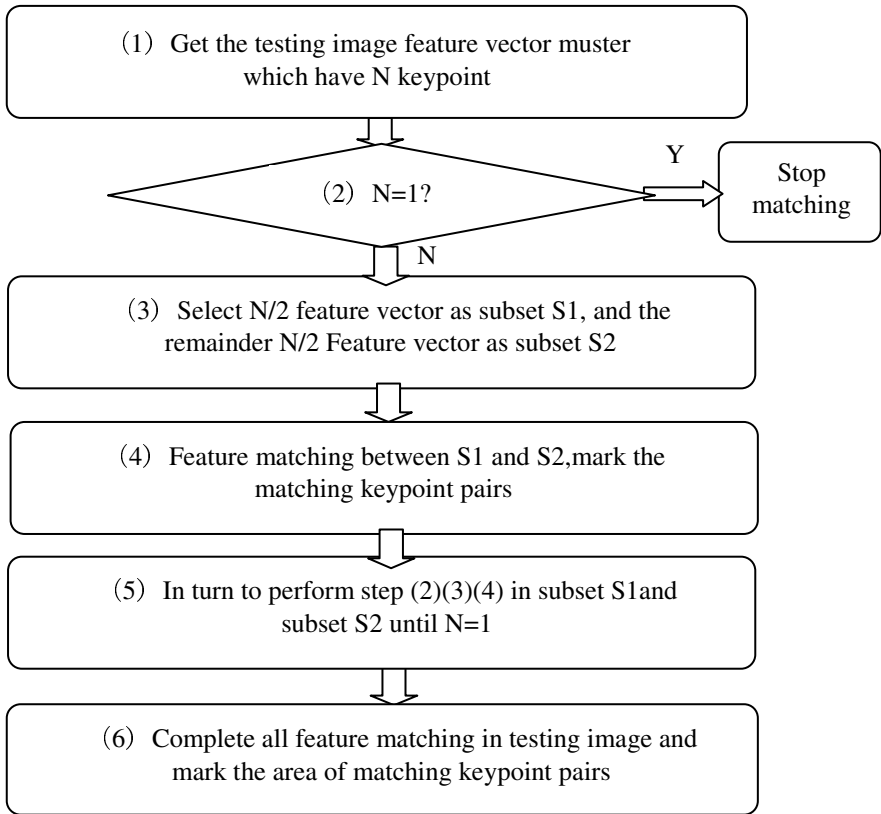 （1）Get the testing image feature vector muster
which have N keypoint
（2）N=1?
Y
Stop
matching
N
（3）Select N/2 feature vector as subset S1, and the
remainder N/2 Feature vector as subset S2
（4）Feature matching between S1 and S2,mark the
matching keypoint pairs
（5）In turn to perform step (2)(3)(4) in subset S1and
subset S2 until N=1
（6）Complete all feature matching in testing image and
mark the area of matching keypoint pairs